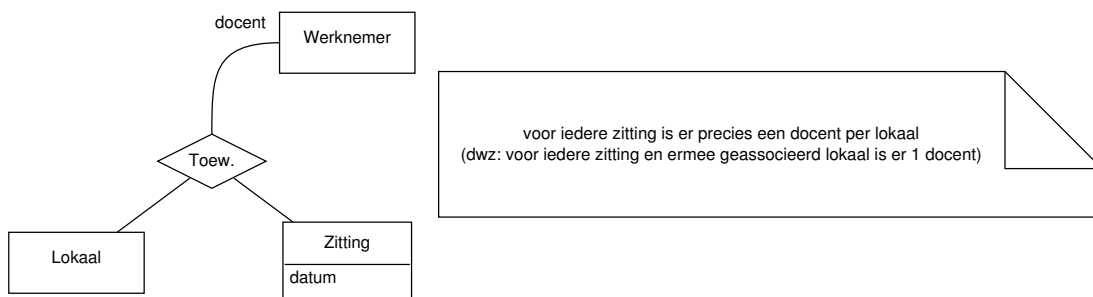 docent
Werknemer
voor iedere zitting is er precies een docent per lokaal
(dwz: voor iedere zitting en ermee geassocieerd lokaal is er 1 docent)
Toew.
Lokaal
Zitting
datum